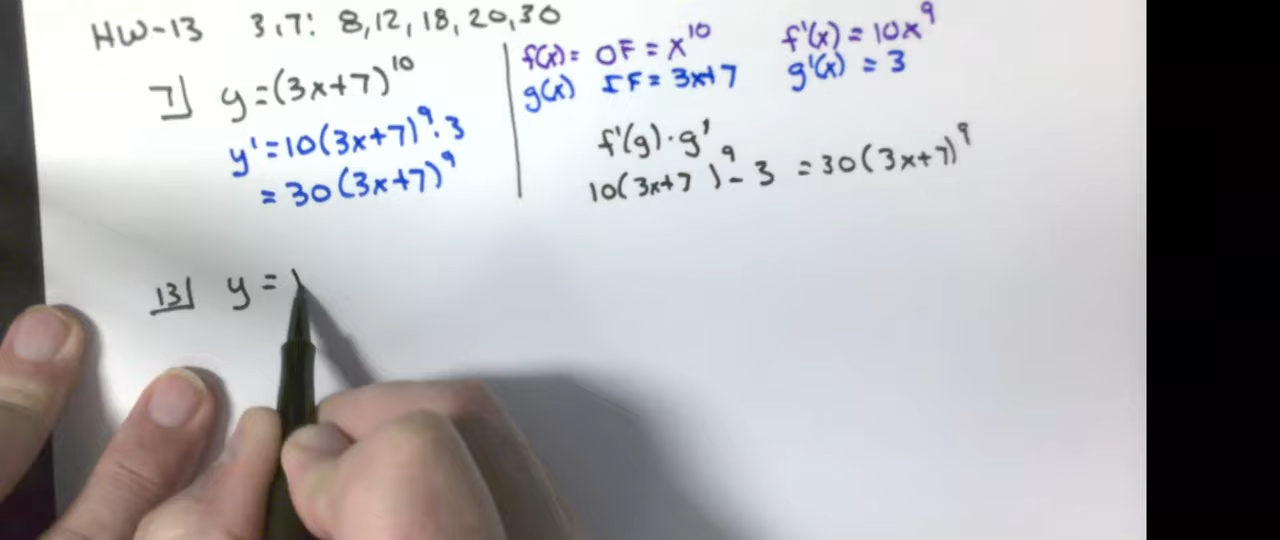 HW-13 3.7: 8,12,18,20,30
7] y=(3x+7)^10
y'=10(3x+7)^9·3
=30(3x+7)^9
f(x)= OF = x^10 f'(x)=10x^9
g(x) IF = 3x+7 g'(x) = 3
f'(g)·g'
10(3x+7)^9 - 3 =30(3x+7)^9
13] y =